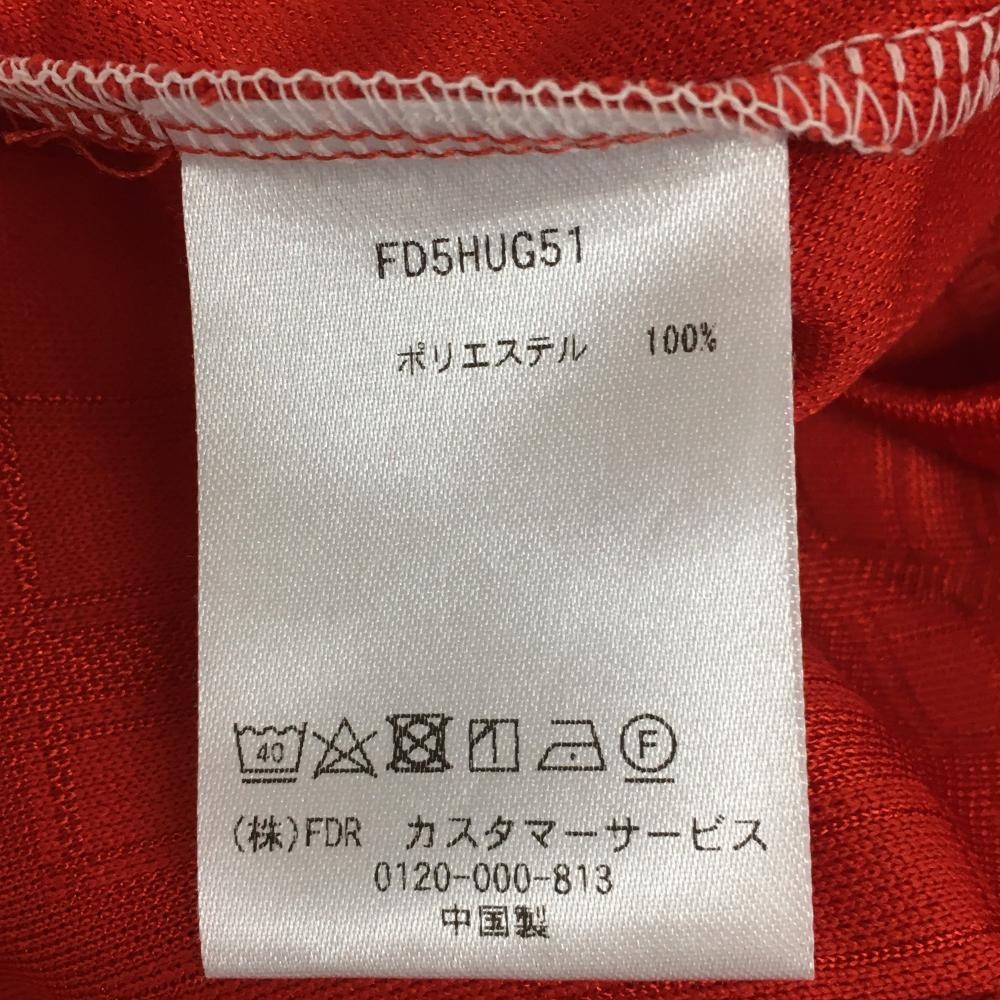 FD5HUG51
ポリエステル 100%
40 F
(株)FDR カスタマーサービス
0120-000-813
中国製